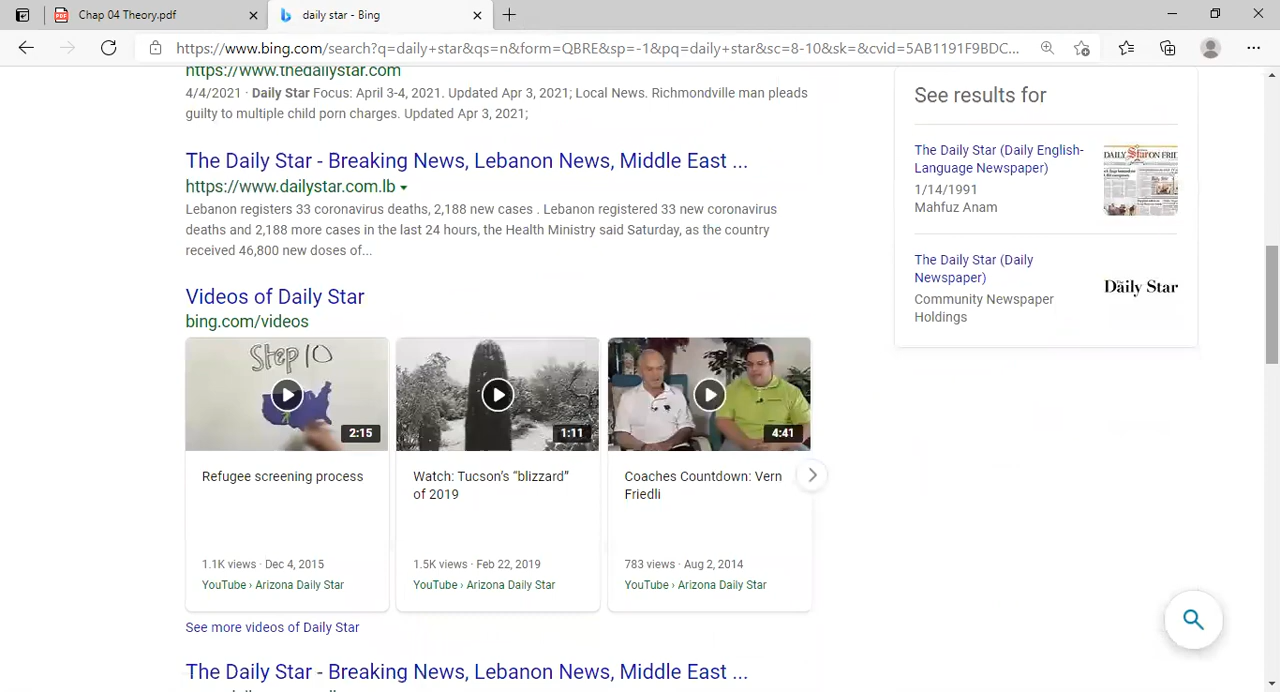 Chap 04 Theory.pdf
daily star - Bing
https://www.bing.com/search?q=daily+star&qs=n&form=QBRE&sp=-1&pq=daily+star&sc=8-10&sk=&cvid=5AB1191F9BDC...
https://www.thedailystar.com
4/4/2021 · Daily Star Focus: April 3-4, 2021. Updated Apr 3, 2021; Local News. Richmondville man pleads
guilty to multiple child porn charges. Updated Apr 3, 2021;
The Daily Star - Breaking News, Lebanon News, Middle East ...
https://www.dailystar.com.lb
Lebanon registers 33 coronavirus deaths, 2,188 new cases . Lebanon registered 33 new coronavirus
deaths and 2,188 more cases in the last 24 hours, the Health Ministry said Saturday, as the country
received 46,800 new doses of...
Videos of Daily Star
bing.com/videos
Step 10
2:15
1:11
4:41
Refugee screening process
1.1K views · Dec 4, 2015
YouTube › Arizona Daily Star
Watch: Tucson's “blizzard”
of 2019
1.5K views · Feb 22, 2019
YouTube › Arizona Daily Star
Coaches Countdown: Vern
Friedli
783 views · Aug 2, 2014
YouTube › Arizona Daily Star
See more videos of Daily Star
The Daily Star - Breaking News, Lebanon News, Middle East ...
See results for
The Daily Star (Daily English-
Language Newspaper)
1/14/1991
Mahfuz Anam
The Daily Star (Daily
Newspaper)
Community Newspaper
Holdings
Daily Star